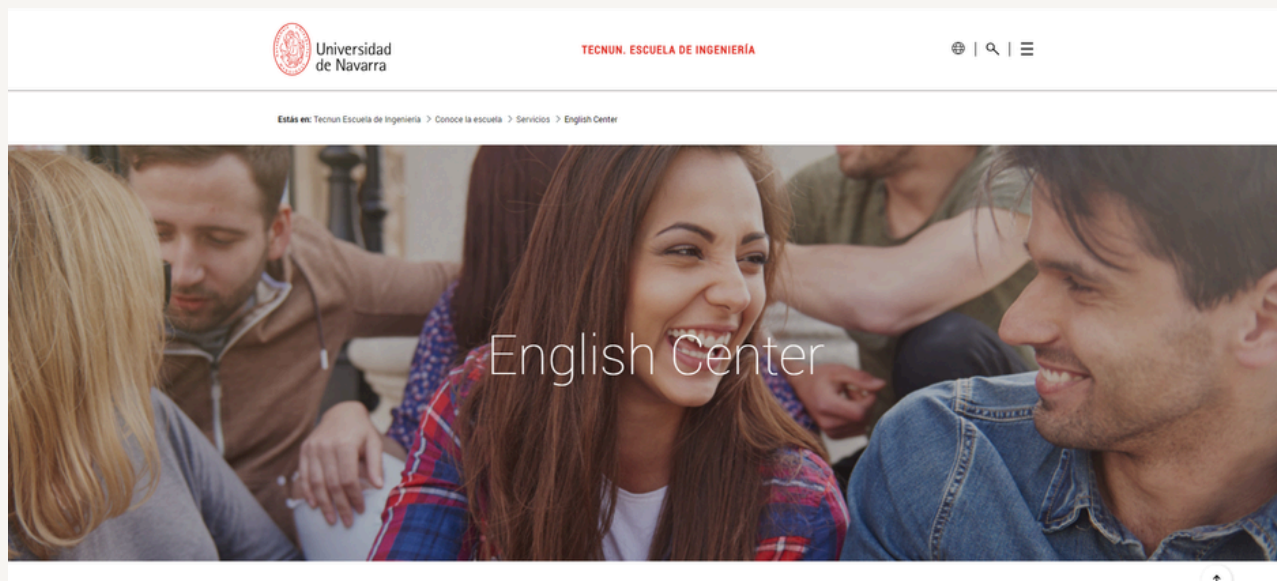 Universidad
de Navarra
TECNUN. ESCUELA DE INGENIERÍA
Estás en: Tecnun Escuela de Ingeniería > Conoce la escuela > Servicios > English Center
English Center